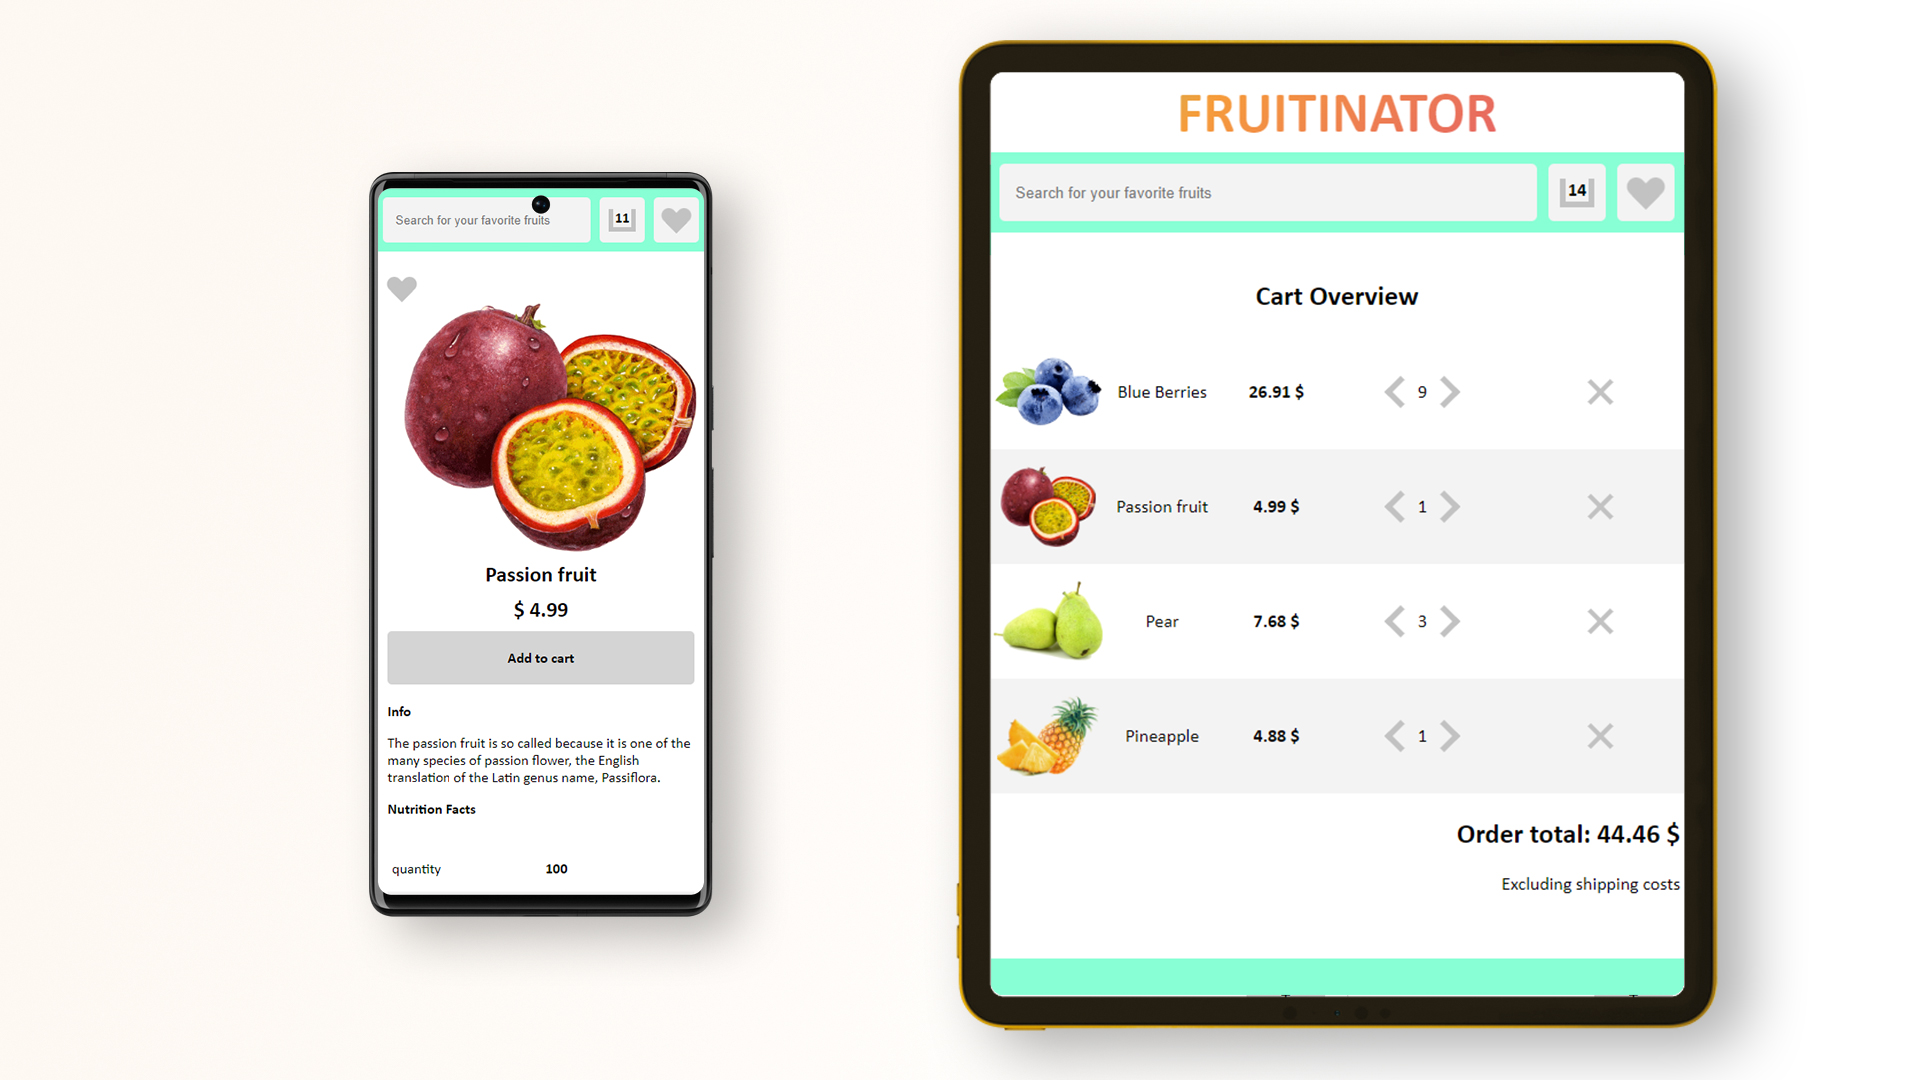 Search for your favorite fruits
11
Passion fruit
$ 4.99
Add to cart
Info
The passion fruit is so called because it is one of the
many species of passion flower, the English
translation of the Latin genus name, Passiflora.
Nutrition Facts
quantity 100
FRUITINATOR
Search for your favorite fruits
14
Cart Overview
Blue Berries 26.91 $ 9
Passion fruit 4.99 $ 1
Pear 7.68 $ 3
Pineapple 4.88 $ 1
Order total: 44.46 $
Excluding shipping costs